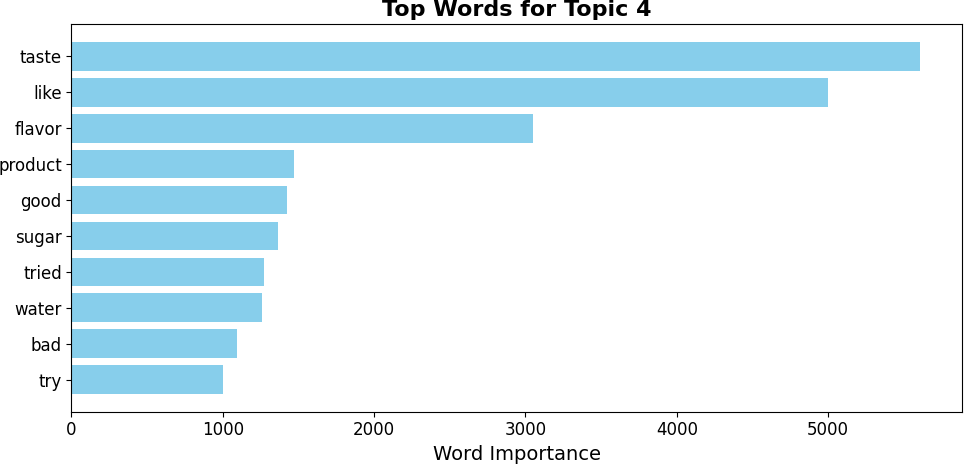 Top Words for Topic 4
taste
like
flavor
product
good
sugar
tried
water
bad
try
0 1000 2000 3000 4000 5000
Word Importance